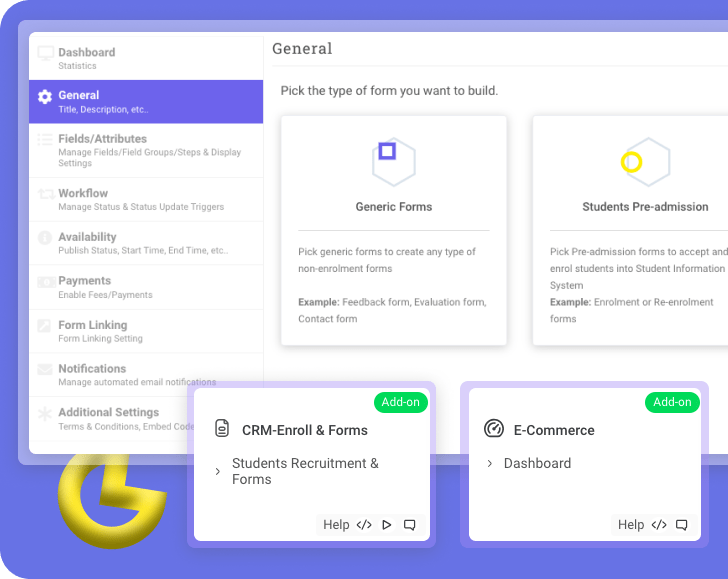 Dashboard
Statistics
General
Title, Description, etc..
Fields/Attributes
Manage Fields/Field Groups/Steps & Display
Settings
Workflow
Manage Status & Status Update Triggers
Availability
Publish Status, Start Time, End Time, etc..
Payments
Enable Fees/Payments
Form Linking
Form Linking Setting
Notifications
Manage automated email notifications
Additional Settings
Terms & Conditions, Embed Code
General
Pick the type of form you want to build.
Generic Forms
Pick generic forms to create any type of
non-enrolment forms
Example: Feedback form, Evaluation form,
Contact form
Students Pre-admission
Pick Pre-admission forms to accept and
enrol students into Student Information
System
Example: Enrolment or Re-enrolment
forms
Add-on
CRM-Enroll & Forms
Students Recruitment &
Forms
Help
Add-on
E-Commerce
Dashboard
Help